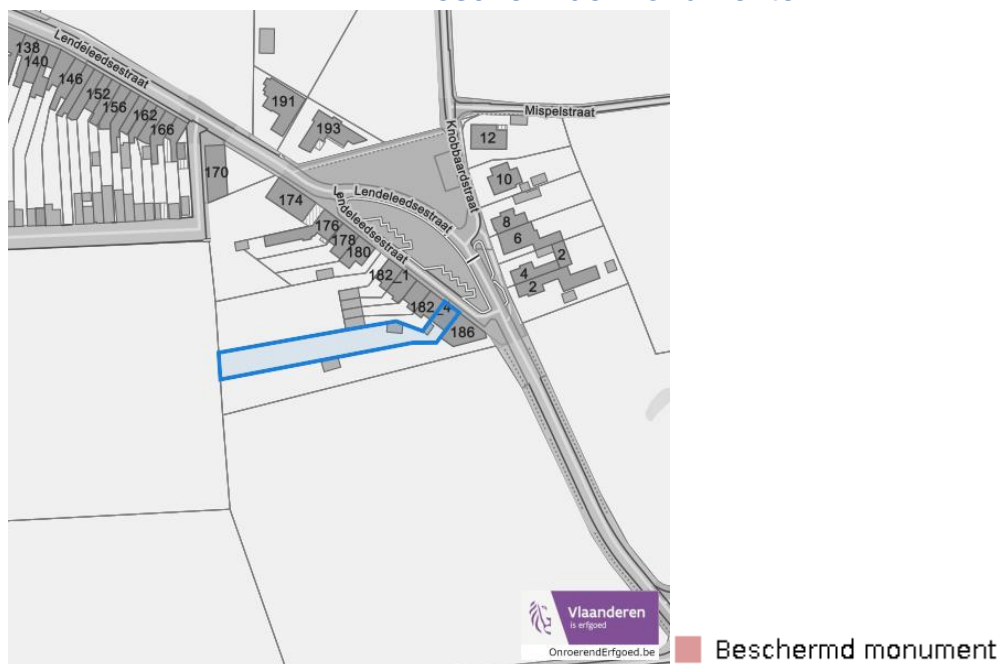 138
140
146
152
156
162
166
170
174
176
178
180
182_1
182_4
186
191
193
Lendeleedsestraat
Lendeleedsestraat
Lendeleedsestraat
Knobbaardstraat
Mispelstraat
12
10
8
6
2
4
2
Vlaanderen
is erfgoed
OnroerendErfgoed.be
Beschermd monument